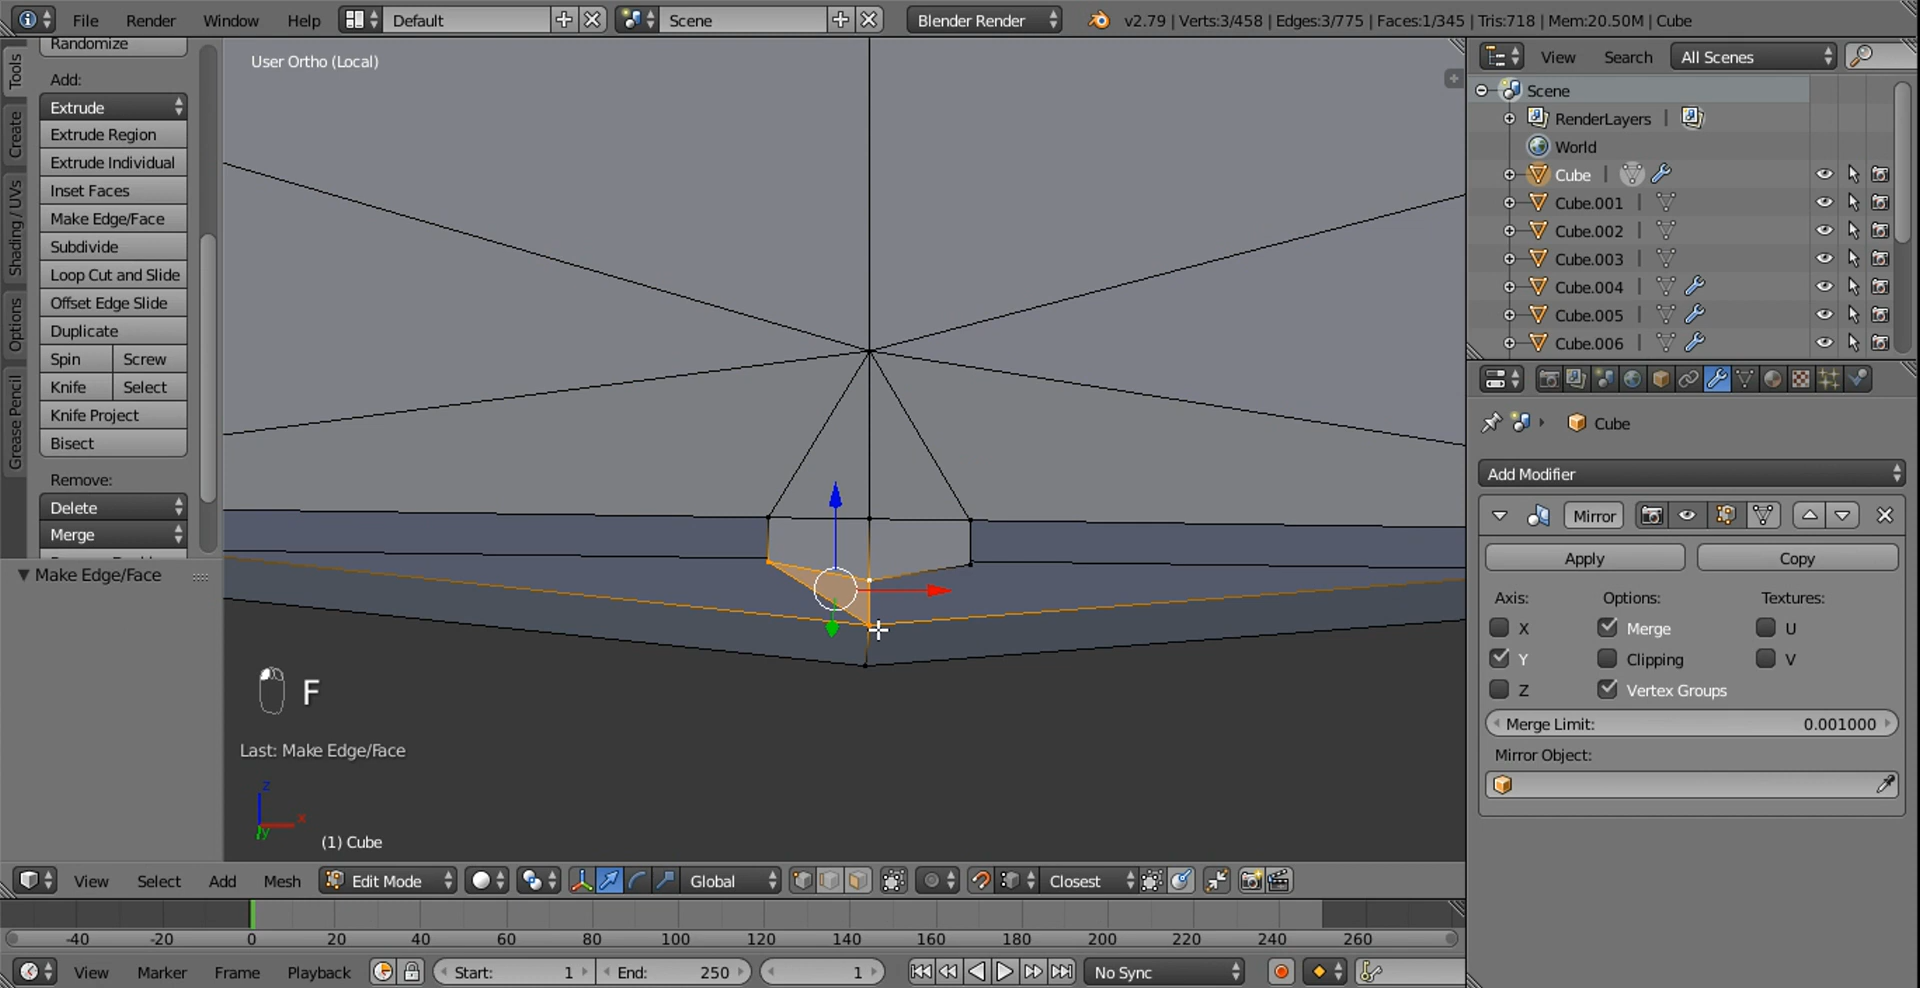 File Render Window Help Default Scene Blender Render v2.79 | Verts:3/458 | Edges:3/775 | Faces:1/345 | Tris:718 | Mem:20.50M | Cube
Tools
Create
Shading / UVs
Options
Grease Pencil
Randomize
Add:
Extrude
Extrude Region
Extrude Individual
Inset Faces
Make Edge/Face
Subdivide
Loop Cut and Slide
Offset Edge Slide
Duplicate
Spin Screw
Knife Select
Knife Project
Bisect
Remove:
Delete
Merge
Make Edge/Face
User Ortho (Local)
F
Last: Make Edge/Face
z
x
y
(1) Cube
View Search All Scenes
Scene
RenderLayers |
World
Cube |
Cube.001 |
Cube.002 |
Cube.003 |
Cube.004 |
Cube.005 |
Cube.006 |
Cube
Add Modifier
Mirror
Apply Copy
Axis: Options: Textures:
X Merge U
Y Clipping V
Z Vertex Groups
Merge Limit: 0.001000
Mirror Object:
View Select Add Mesh Edit Mode Global Closest
-40 -20 0 20 40 60 80 100 120 140 160 180 200 220 240 260
View Marker Frame Playback Start: 1 End: 250 1 No Sync